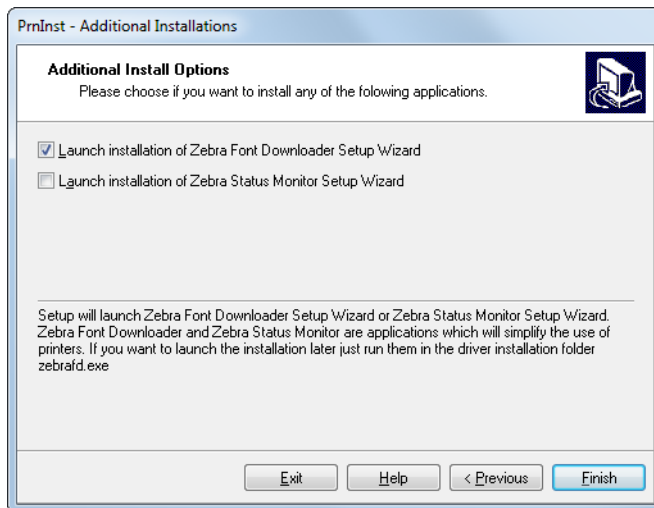 PrnInst - Additional Installations
Additional Install Options
Please choose if you want to install any of the folowing applications.
Launch installation of Zebra Font Downloader Setup Wizard
Launch installation of Zebra Status Monitor Setup Wizard
Setup will launch Zebra Font Downloader Setup Wizard or Zebra Status Monitor Setup Wizard.
Zebra Font Downloader and Zebra Status Monitor are applications which will simplify the use of
printers. If you want to launch the installation later just run them in the driver installation folder
zebrafd.exe
Exit Help < Previous Finish